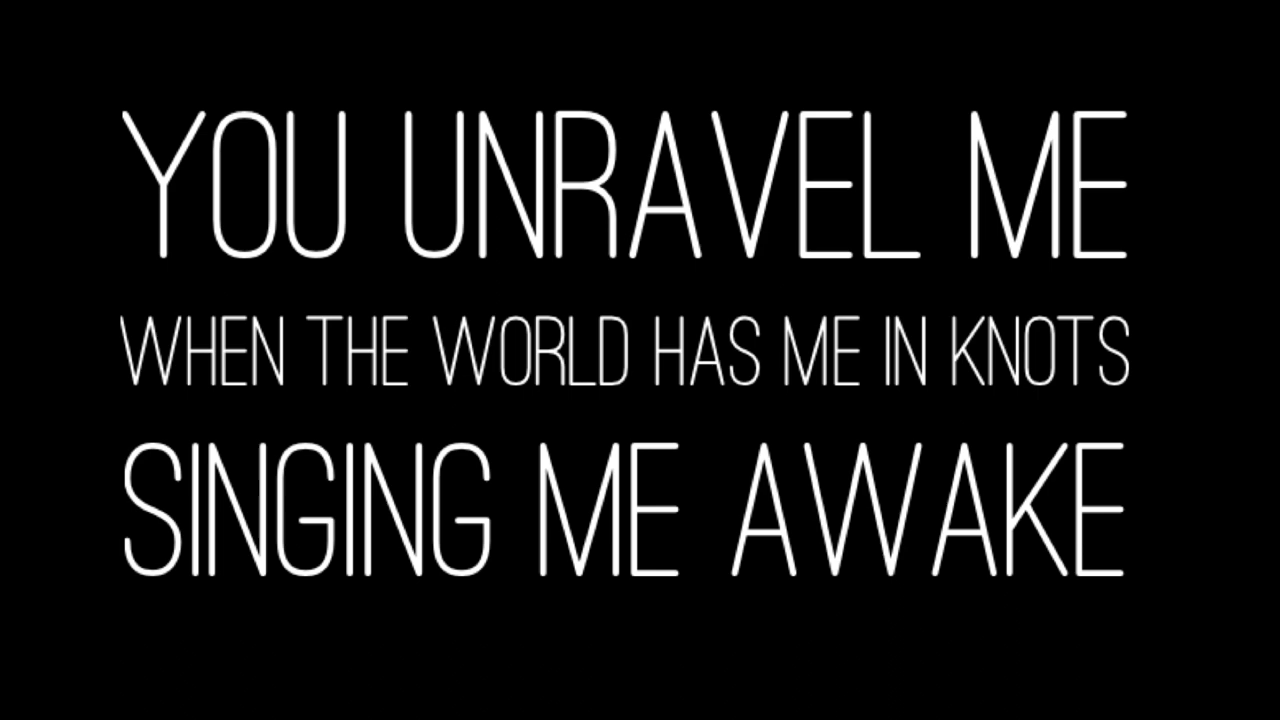 YOU UNRAVEL ME
WHEN THE WORLD HAS ME IN KNOTS
SINGING ME AWAKE